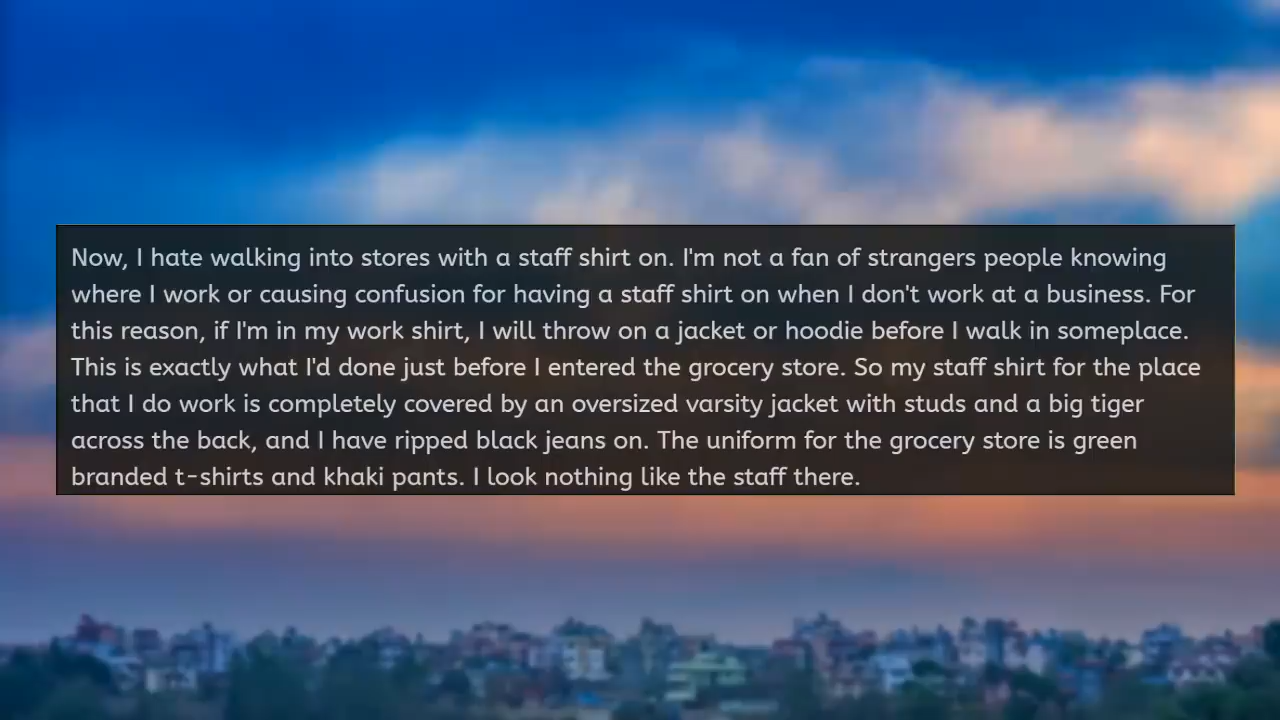 Now, I hate walking into stores with a staff shirt on. I'm not a fan of strangers people knowing
where I work or causing confusion for having a staff shirt on when I don't work at a business. For
this reason, if I'm in my work shirt, I will throw on a jacket or hoodie before I walk in someplace.
This is exactly what I'd done just before I entered the grocery store. So my staff shirt for the place
that I do work is completely covered by an oversized varsity jacket with studs and a big tiger
across the back, and I have ripped black jeans on. The uniform for the grocery store is green
branded t-shirts and khaki pants. I look nothing like the staff there.